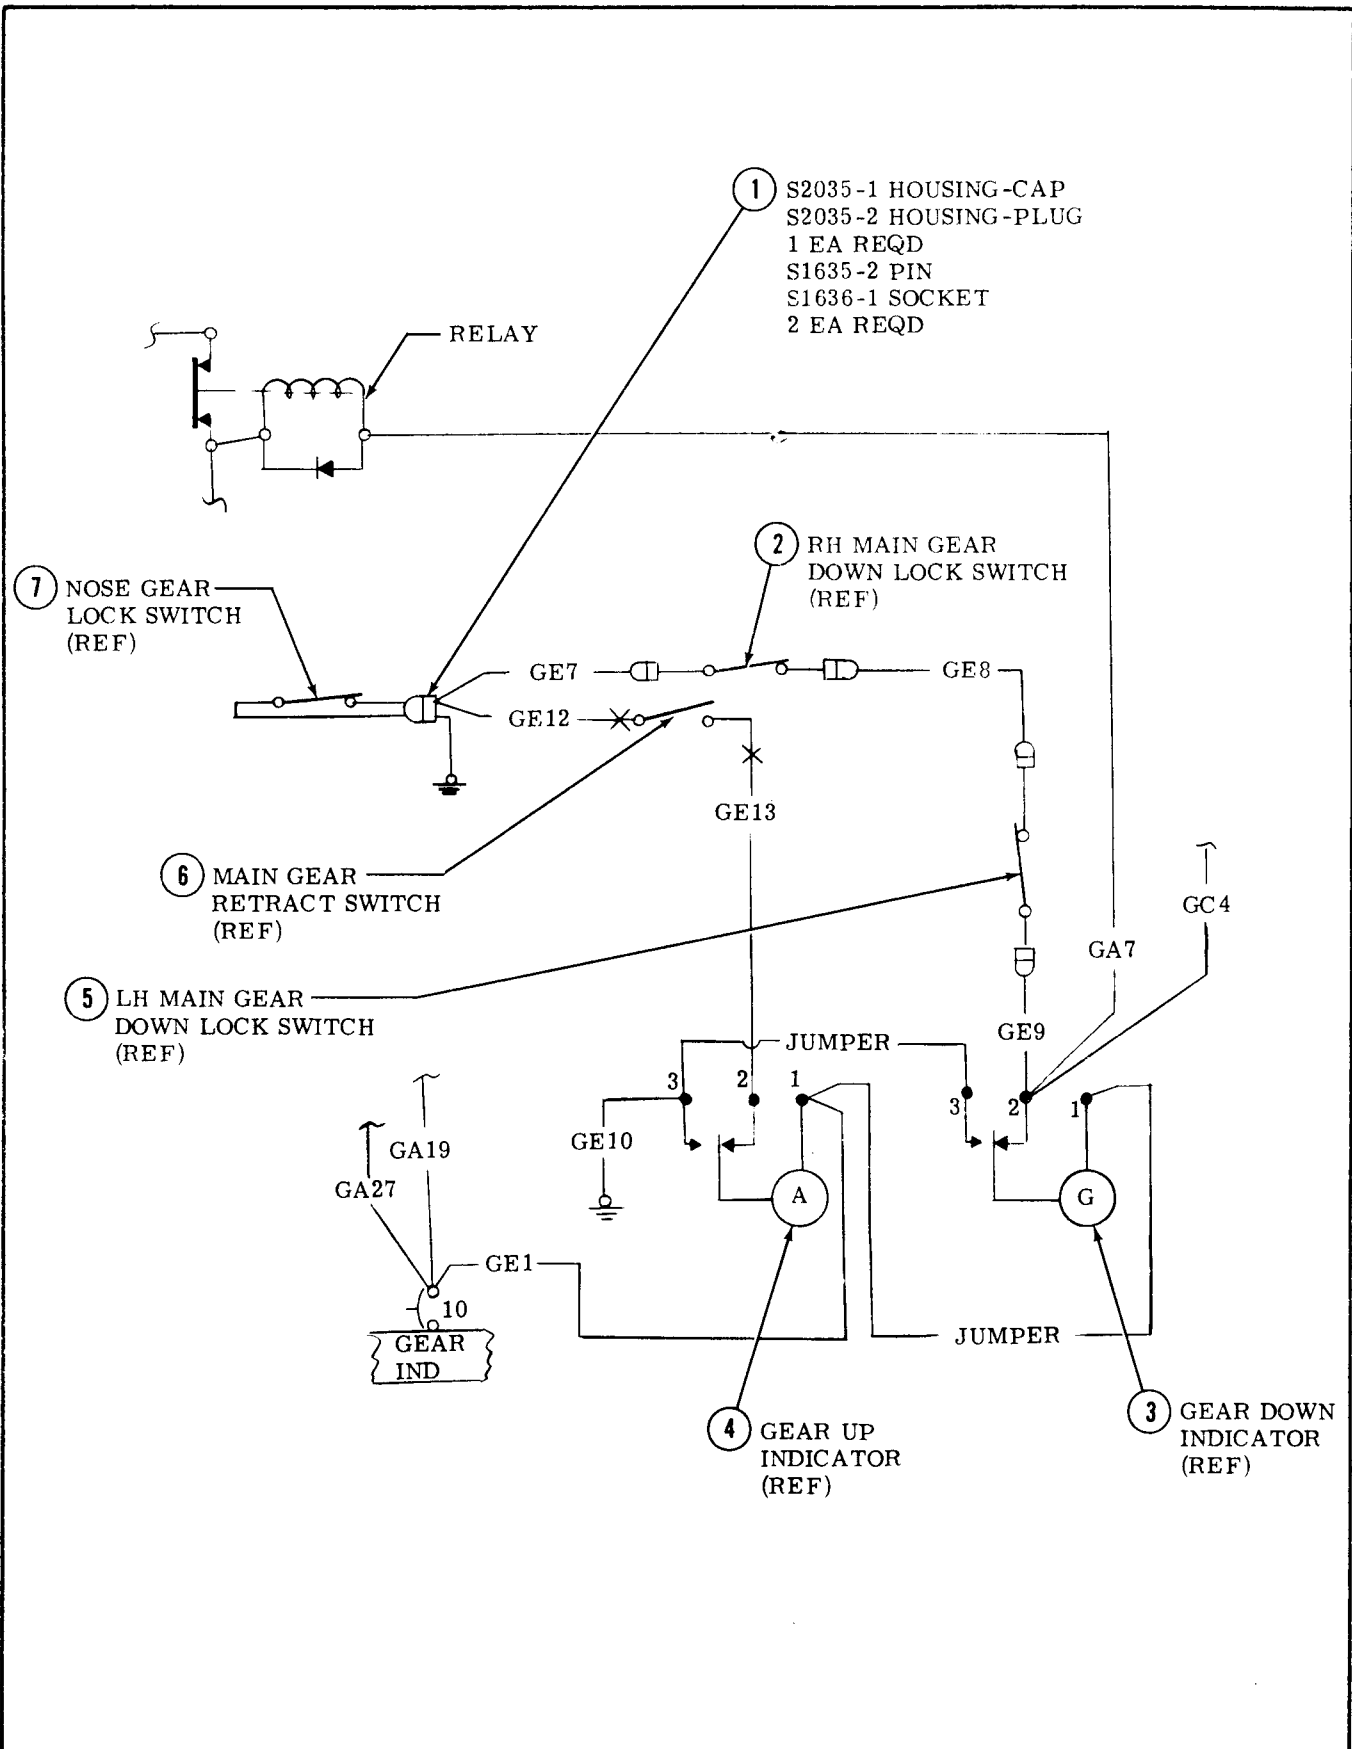 1
S2035-1 HOUSING-CAP
S2035-2 HOUSING-PLUG
1 EA REQD
S1635-2 PIN
S1636-1 SOCKET
2 EA REQD
RELAY
2
RH MAIN GEAR
DOWN LOCK SWITCH
(REF)
7
NOSE GEAR
LOCK SWITCH
(REF)
GE7
GE8
GE12
GE13
6
MAIN GEAR
RETRACT SWITCH
(REF)
GC4
GA7
5
LH MAIN GEAR
DOWN LOCK SWITCH
(REF)
GE9
JUMPER
3
2
1
3
2
1
GE10
GA19
GA27
A
G
GE1
10
GEAR
IND
JUMPER
4
GEAR UP
INDICATOR
(REF)
3
GEAR DOWN
INDICATOR
(REF)